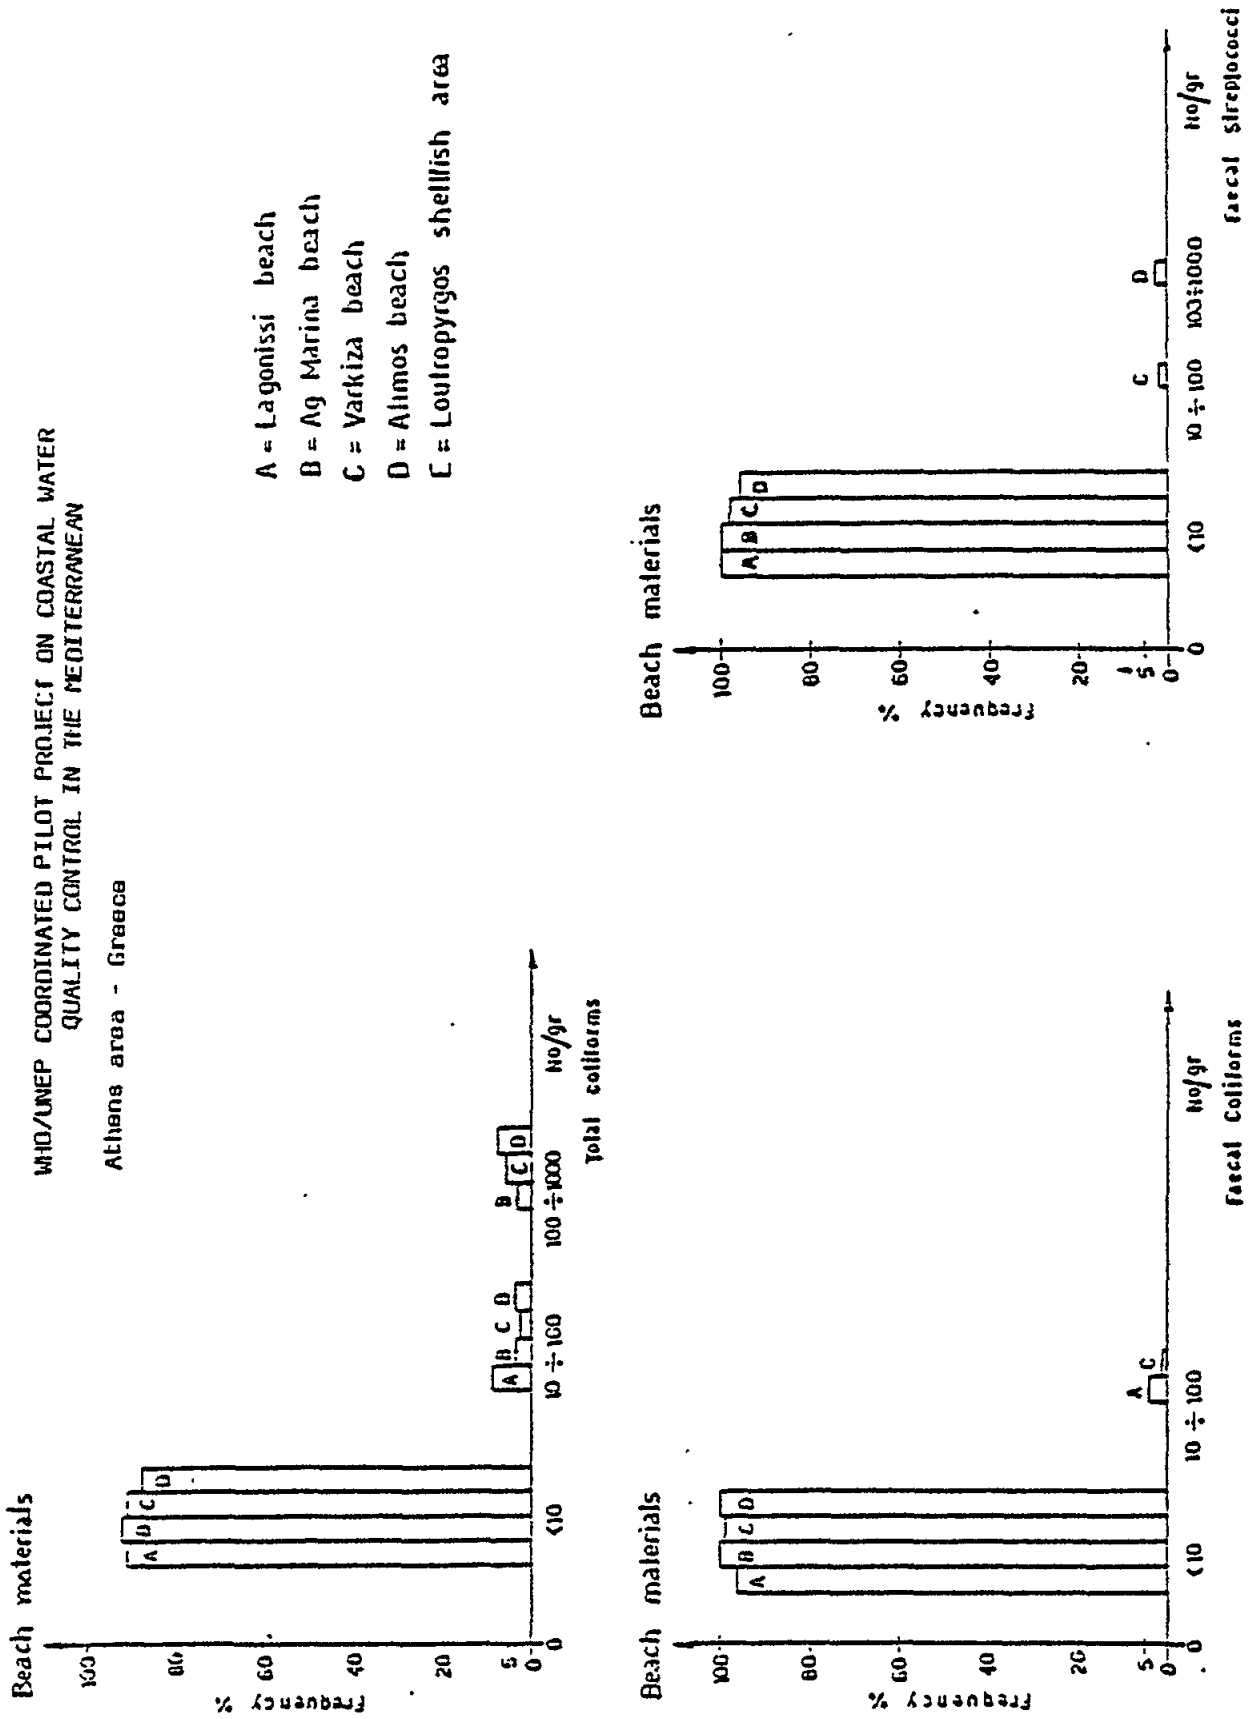 WHO/UNEP COORDINATED PILOT PROJECT ON COASTAL WATER
QUALITY CONTROL IN THE MEDITERRANEAN
Athens area - Greece
Beach materials
Frequency %
100
80
60
40
20
5
0
A
D
C
D
<10
A
B
C
D
10÷100
B
C
D
100÷1000
No/gr
Total coliforms
A = Lagonissi beach
B = Ag Marina beach
C = Varkiza beach
D = Alimos beach
E = Loutropyrgos shellfish area
Beach materials
Frequency %
100
80
60
40
20
5
0
A
B
C
D
<10
A
C
10÷100
No/gr
Faecal Coliforms
Beach materials
Frequency %
100
80
60
40
20
5
0
A
B
C
D
<10
C
10÷100
D
100÷1000
No/gr
Faecal Streptococci